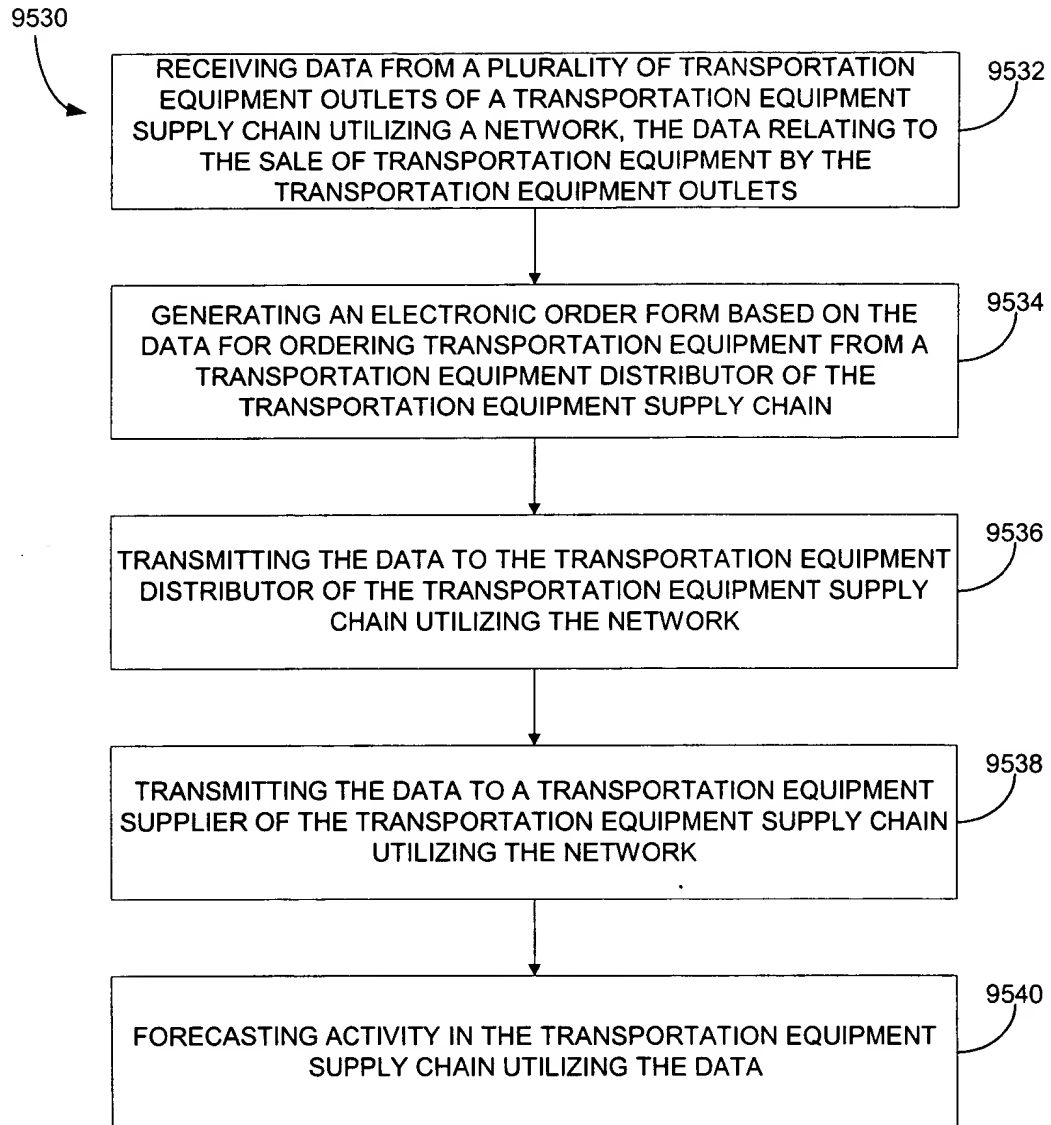 9530
RECEIVING DATA FROM A PLURALITY OF TRANSPORTATION
EQUIPMENT OUTLETS OF A TRANSPORTATION EQUIPMENT
SUPPLY CHAIN UTILIZING A NETWORK, THE DATA RELATING TO
THE SALE OF TRANSPORTATION EQUIPMENT BY THE
TRANSPORTATION EQUIPMENT OUTLETS
9532
GENERATING AN ELECTRONIC ORDER FORM BASED ON THE
DATA FOR ORDERING TRANSPORTATION EQUIPMENT FROM A
TRANSPORTATION EQUIPMENT DISTRIBUTOR OF THE
TRANSPORTATION EQUIPMENT SUPPLY CHAIN
9534
TRANSMITTING THE DATA TO THE TRANSPORTATION EQUIPMENT
DISTRIBUTOR OF THE TRANSPORTATION EQUIPMENT SUPPLY
CHAIN UTILIZING THE NETWORK
9536
TRANSMITTING THE DATA TO A TRANSPORTATION EQUIPMENT
SUPPLIER OF THE TRANSPORTATION EQUIPMENT SUPPLY CHAIN
UTILIZING THE NETWORK
9538
FORECASTING ACTIVITY IN THE TRANSPORTATION EQUIPMENT
SUPPLY CHAIN UTILIZING THE DATA
9540